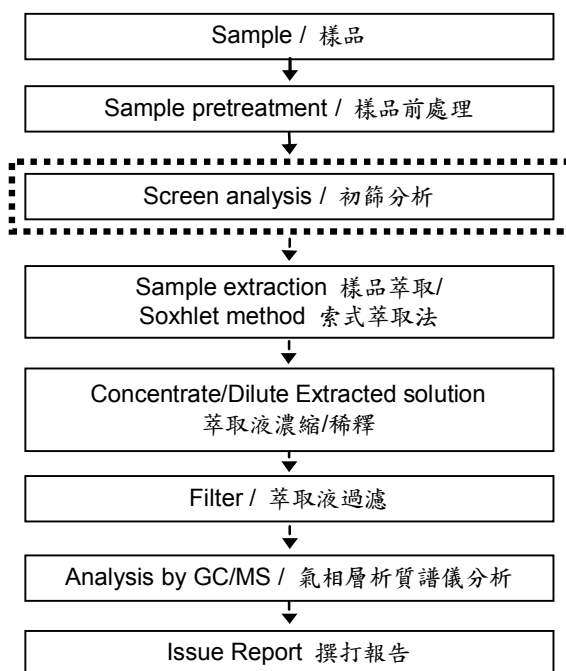 Sample / 樣品
Sample pretreatment / 樣品前處理
Screen analysis / 初篩分析
Sample extraction 樣品萃取/
Soxhlet method 索式萃取法
Concentrate/Dilute Extracted solution
萃取液濃縮/稀釋
Filter / 萃取液過濾
Analysis by GC/MS / 氣相層析質譜儀分析
Issue Report 撰打報告